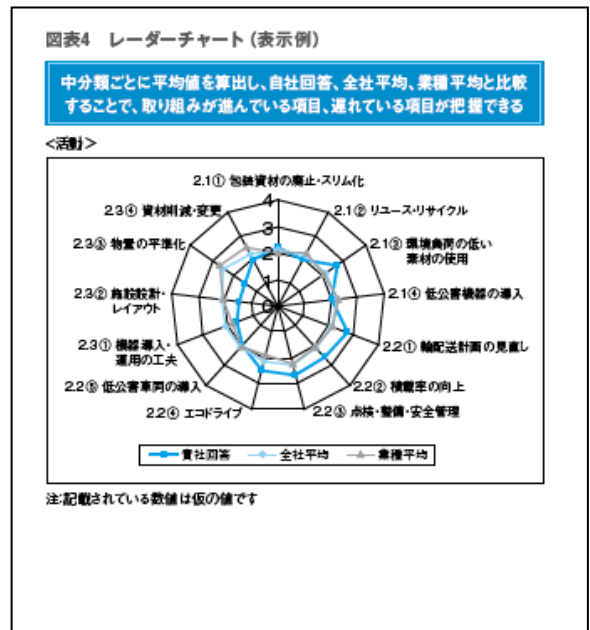 図表4 レーダーチャート（表示例）
中分類ごとに平均値を算出し、自社回答、全社平均、業種平均と比較
することで、取り組みが進んでいる項目、遅れている項目が把握できる
<活動>
2.1① 包装資材の廃止・スリム化
2.3④ 資材削減・変更
2.1② リユース・リサイクル
2.3③ 物量の平準化
2.1③ 環境負荷の低い
素材の使用
2.3② 施設設計・
レイアウト
2.1④ 低公害機器の導入
2.3① 機器導入・
運用の工夫
2.2① 輸配送計画の見直し
2.2⑤ 低公害車両の導入
2.2② 積載率の向上
2.2④ エコドライブ
2.2③ 点検・整備・安全管理
4
3
2
1
0
貴社回答 全社平均 業種平均
注:記載されている数値は仮の値です